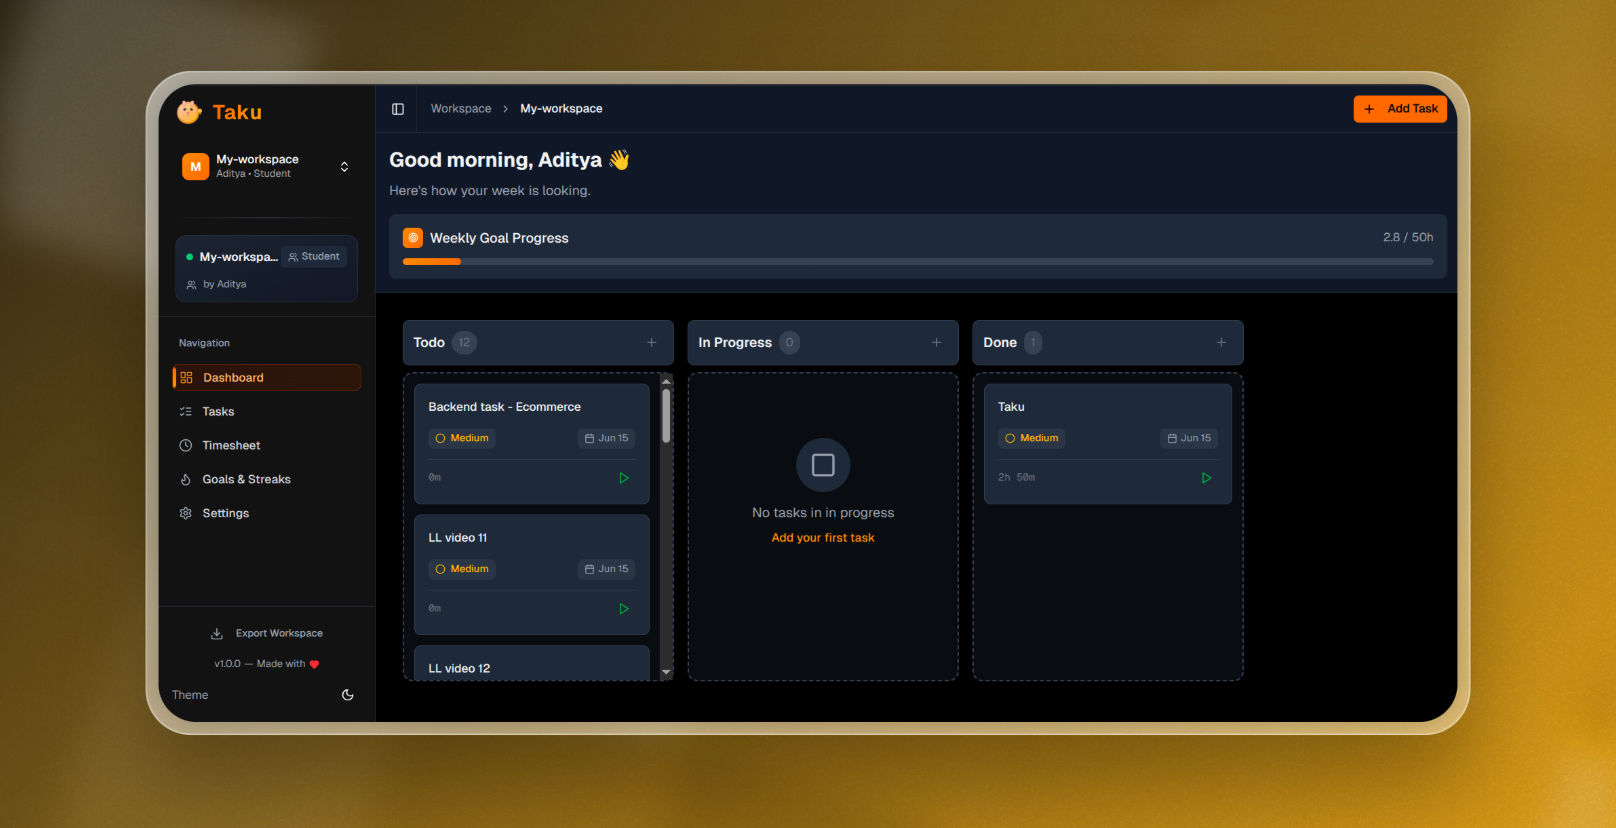 Taku
M
My-workspace
Aditya • Student
My-workspa...
Student
by Aditya
Navigation
Dashboard
Tasks
Timesheet
Goals & Streaks
Settings
Export Workspace
v1.0.0 — Made with ❤️
Theme
Workspace > My-workspace
Add Task
Good morning, Aditya 👋
Here's how your week is looking.
Weekly Goal Progress
2.8 / 50h
Todo 12
Backend task - Ecommerce
Medium
Jun 15
0m
LL video 11
Medium
Jun 15
0m
LL video 12
In Progress 0
No tasks in in progress
Add your first task
Done 1
Taku
Medium
Jun 15
2h 50m